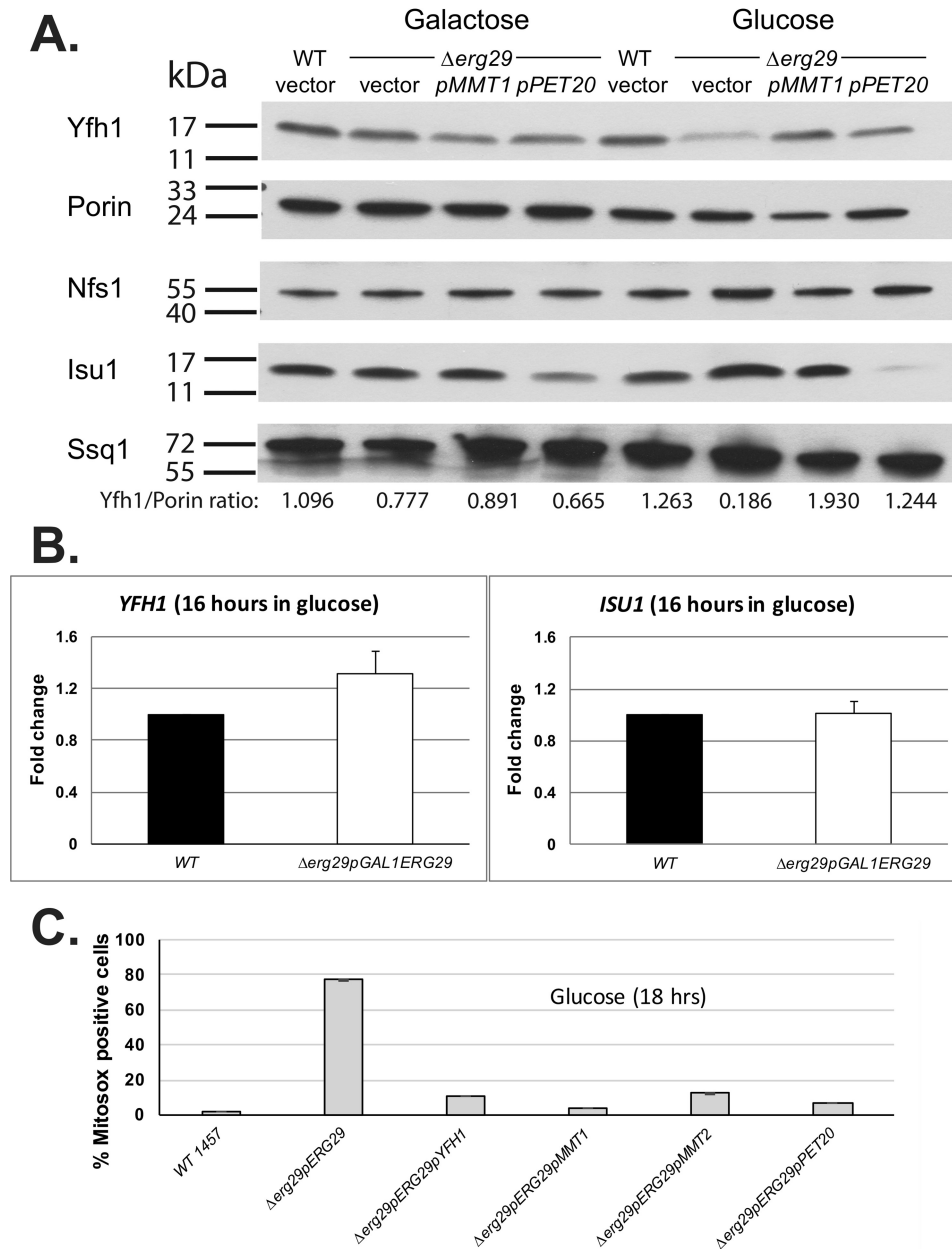 A.
Galactose Glucose
WT Δerg29 WT Δerg29
kDa vector vector pMMT1 pPET20 vector vector pMMT1 pPET20
Yfh1 17
11
33
Porin 24
Nfs1 55
40
Isu1 17
11
Ssq1 72
55
Yfh1/Porin ratio: 1.096 0.777 0.891 0.665 1.263 0.186 1.930 1.244
B.
YFH1 (16 hours in glucose)
Fold change
1.6
1.2
0.8
0.4
0
WT Δerg29pGAL1ERG29
ISU1 (16 hours in glucose)
Fold change
1.6
1.2
0.8
0.4
0
WT Δerg29pGAL1ERG29
C.
% Mitosox positive cells
100
80
60
40
20
0
Glucose (18 hrs)
WT 1457
Δerg29pERG29
Δerg29pERG29pYFH1
Δerg29pERG29pMMT1
Δerg29pERG29pMMT2
Δerg29pERG29pPET20